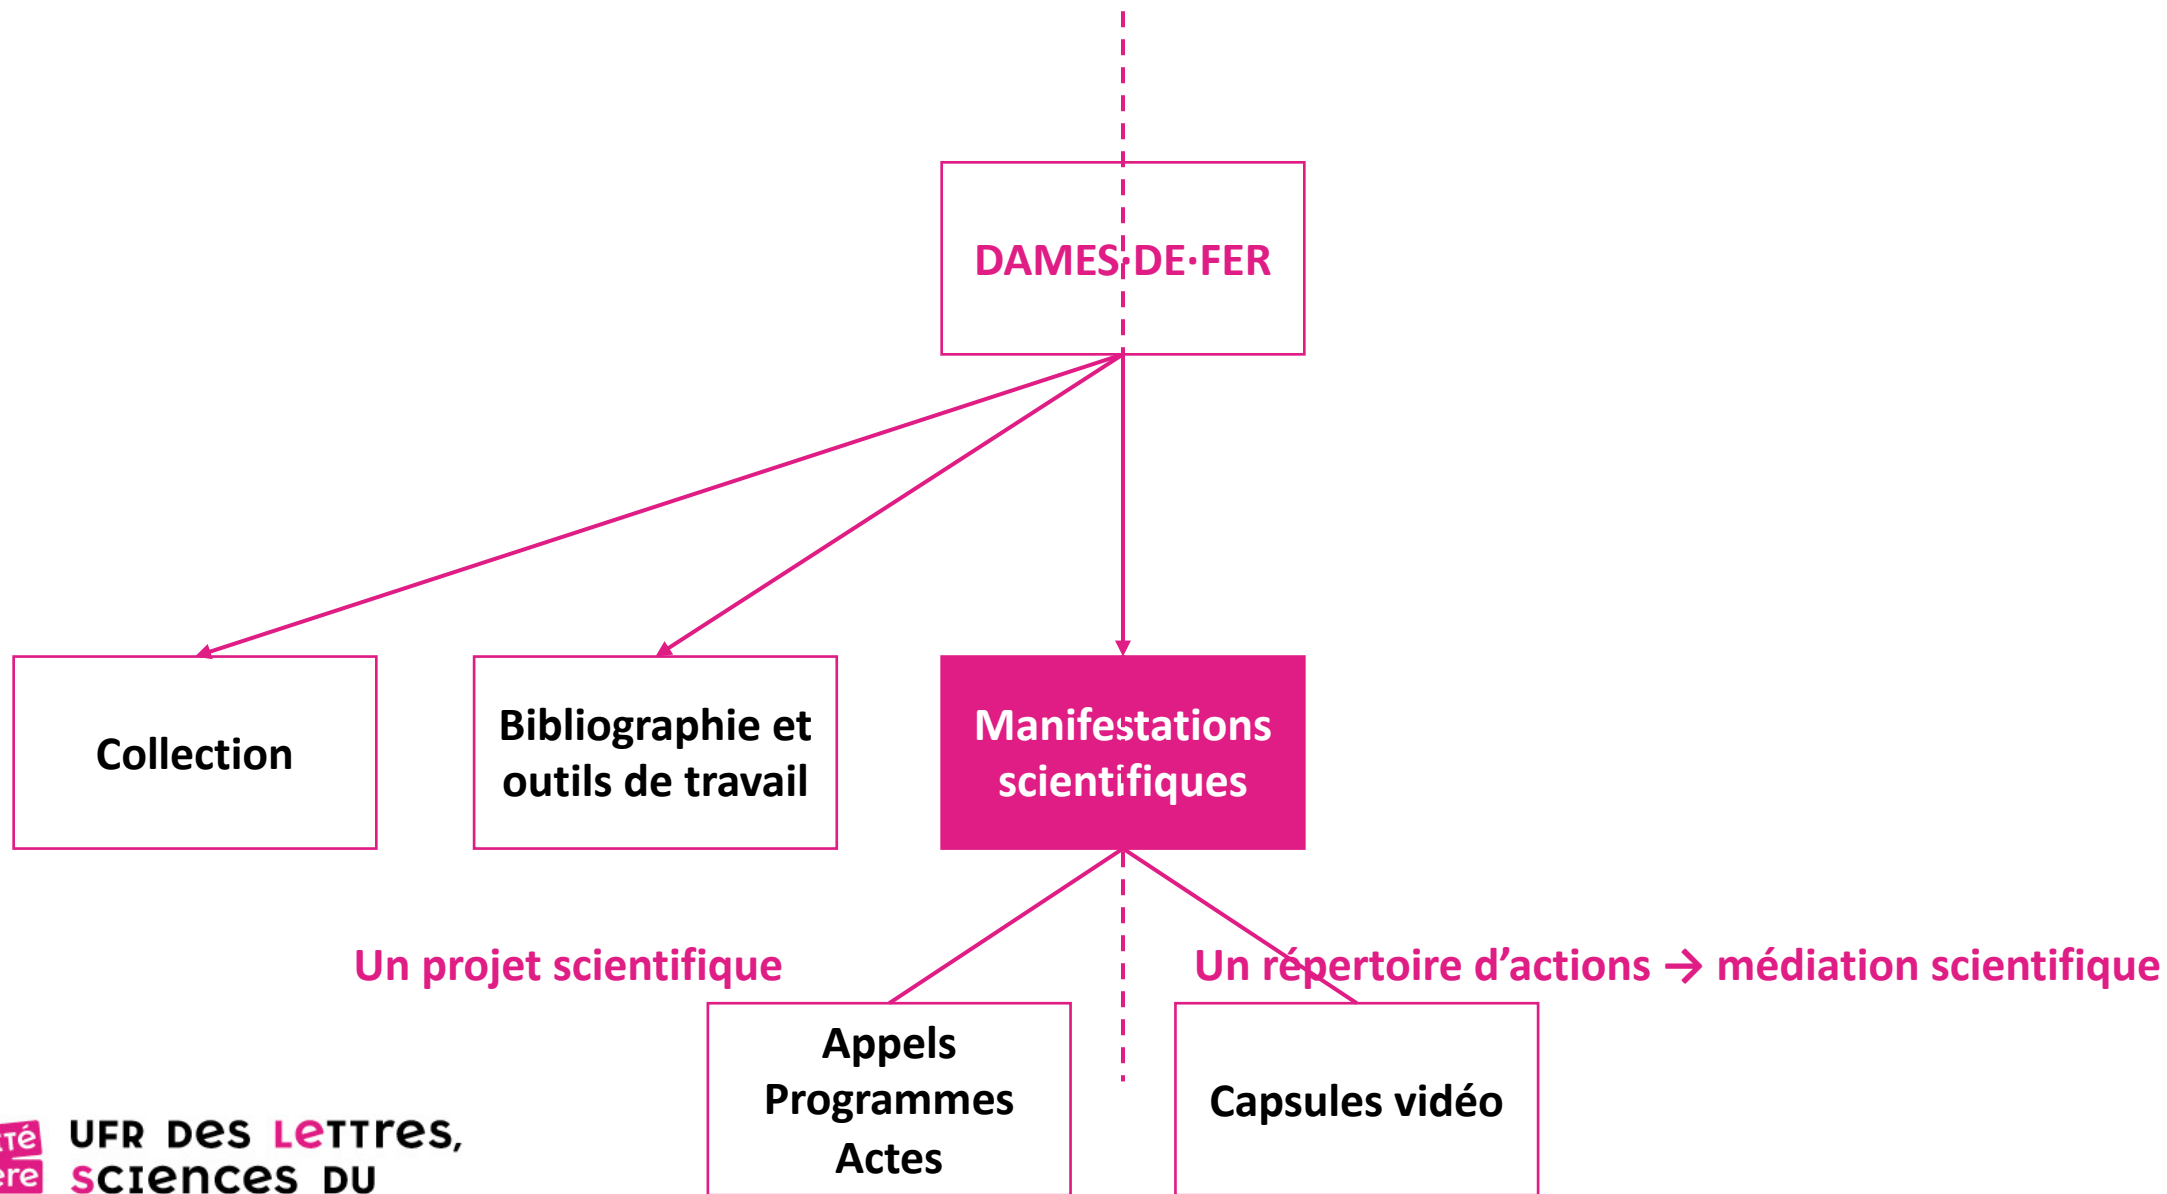 DAMES·DE·FER
Collection
Bibliographie et
outils de travail
Manifestations
scientifiques
Un projet scientifique
Un répertoire d’actions → médiation scientifique
Appels
Programmes
Actes
Capsules vidéo
UFR DES LETTRES,
SCIENCES DU